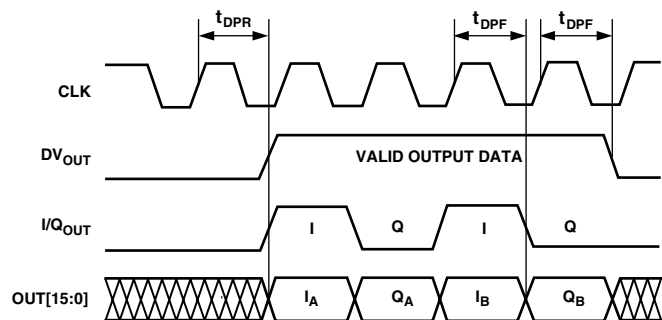 tDPR tDPF tDPF
CLK
DVOUT VALID OUTPUT DATA
I/QOUT I Q I Q
OUT[15:0] IA QA IB QB